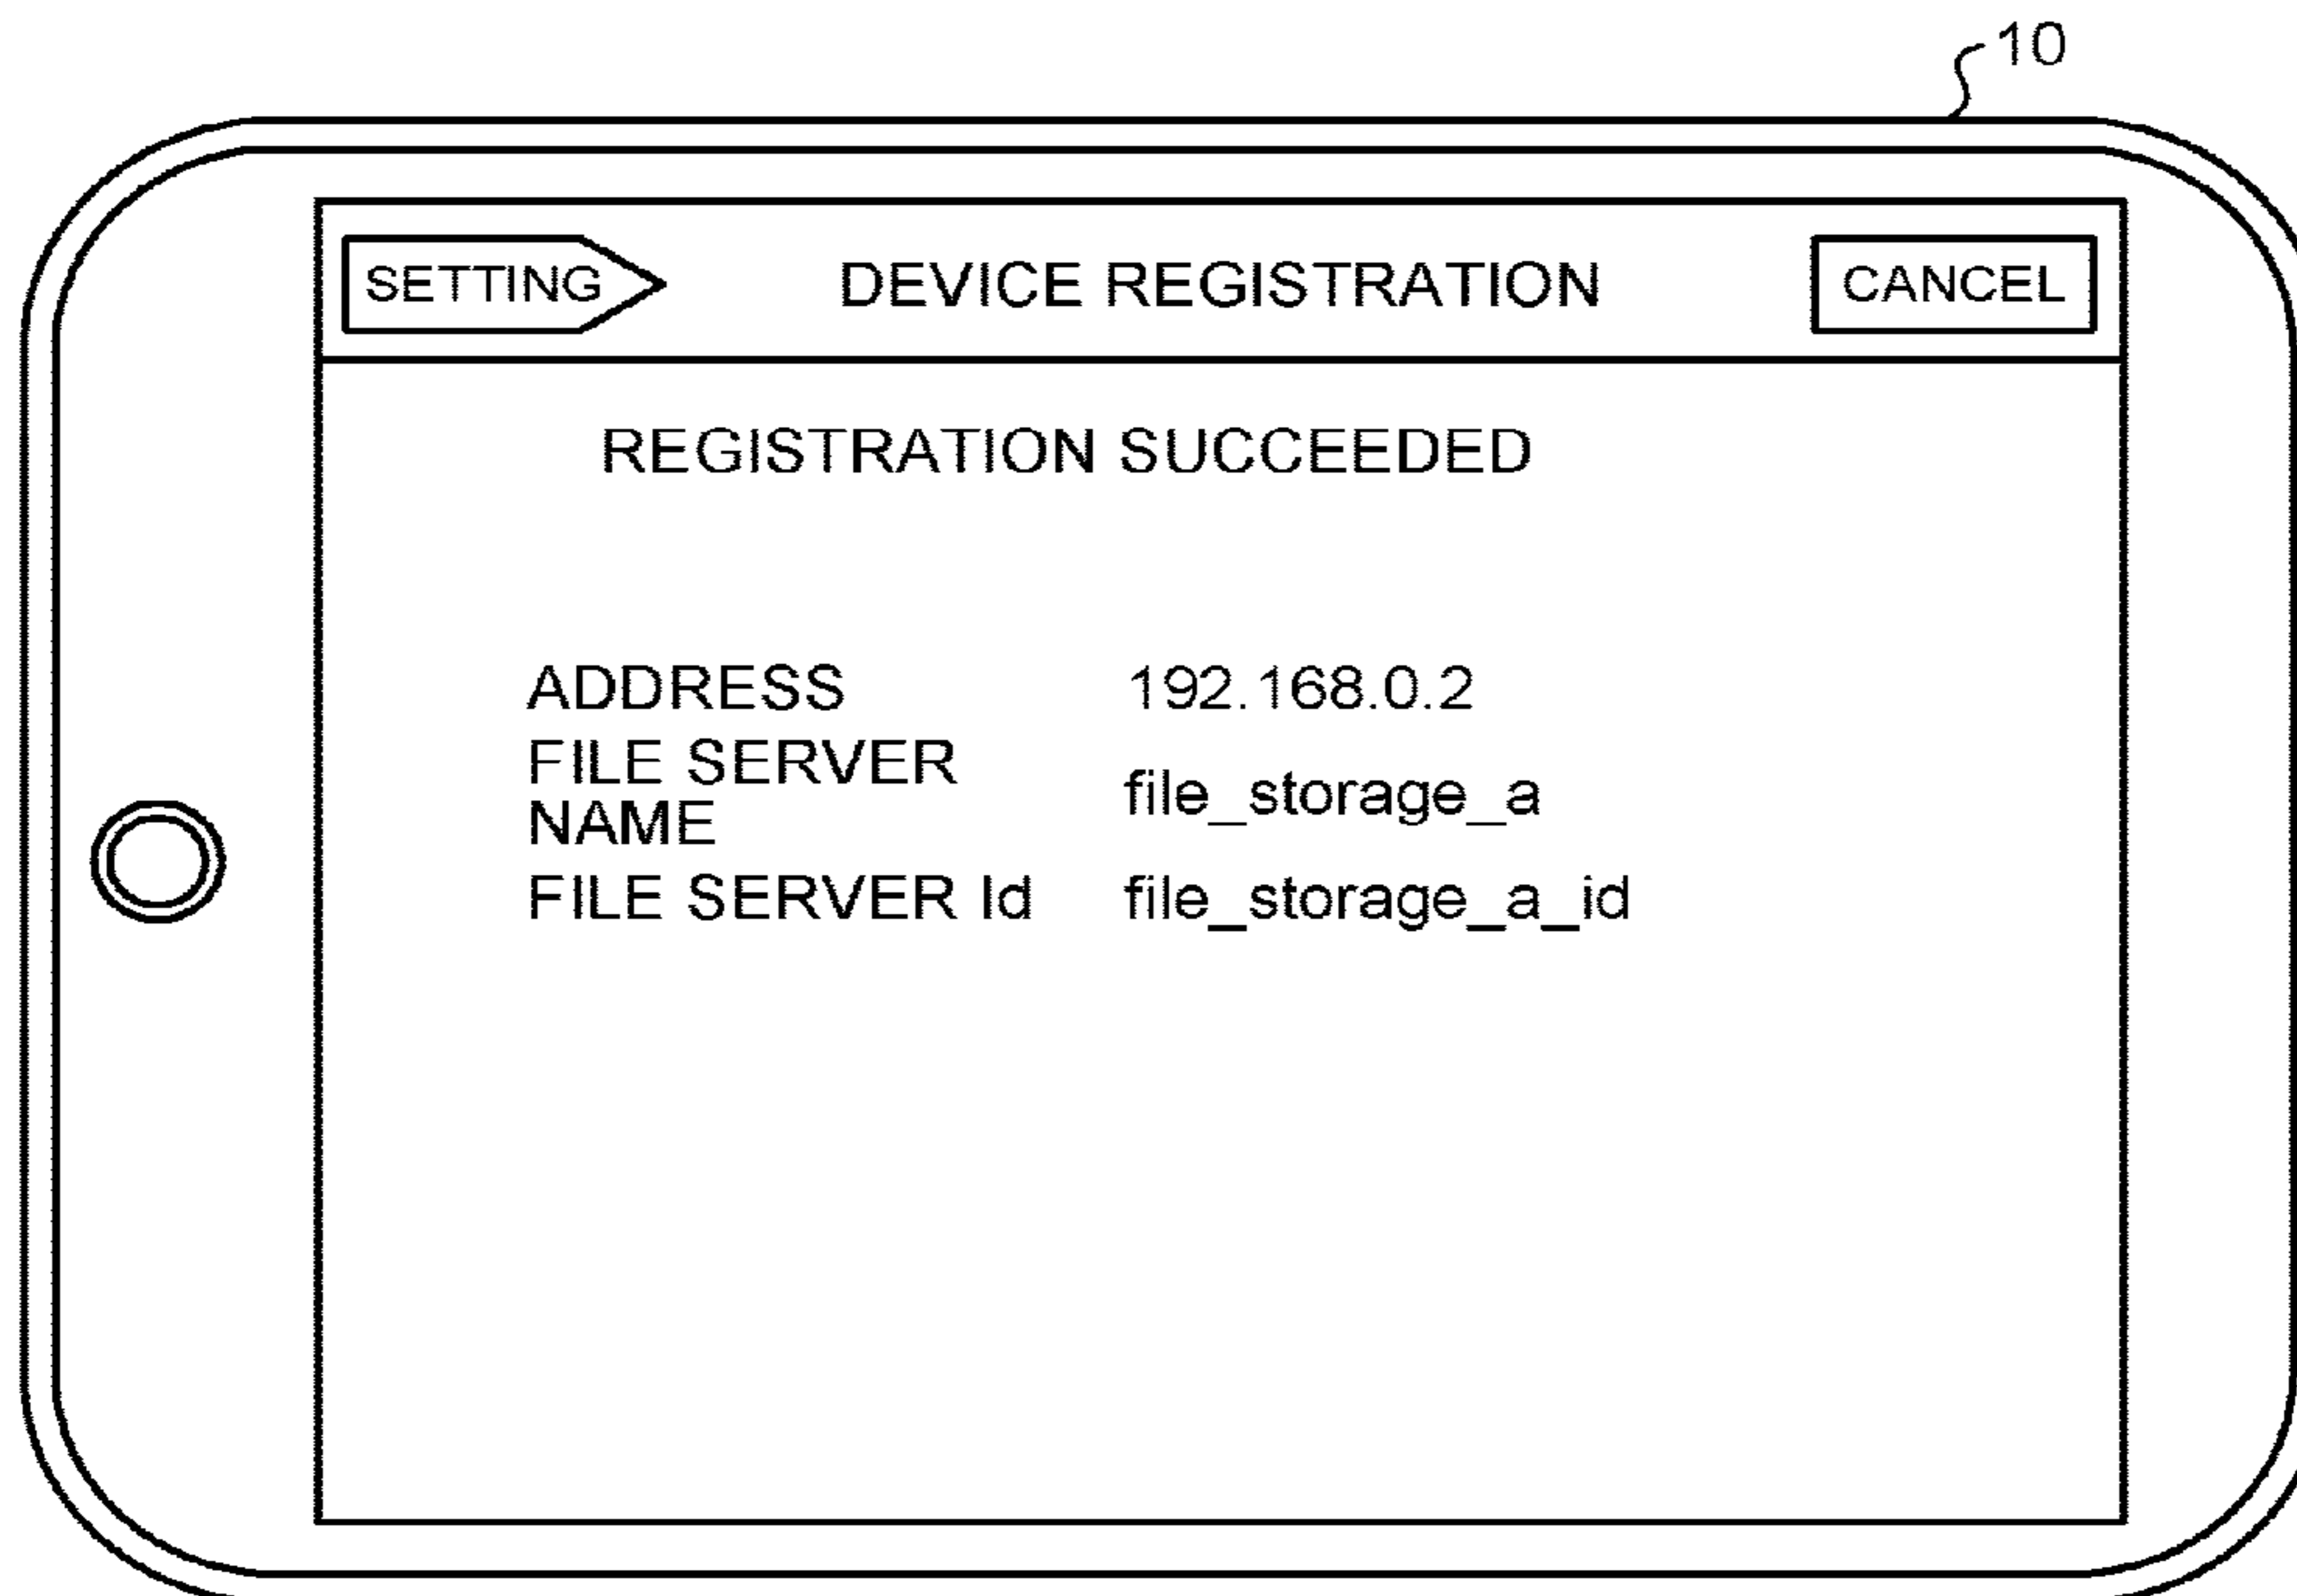 10
SETTING DEVICE REGISTRATION CANCEL
REGISTRATION SUCCEEDED
ADDRESS 192.168.0.2
FILE SERVER
NAME file_storage_a
FILE SERVER Id file_storage_a_id